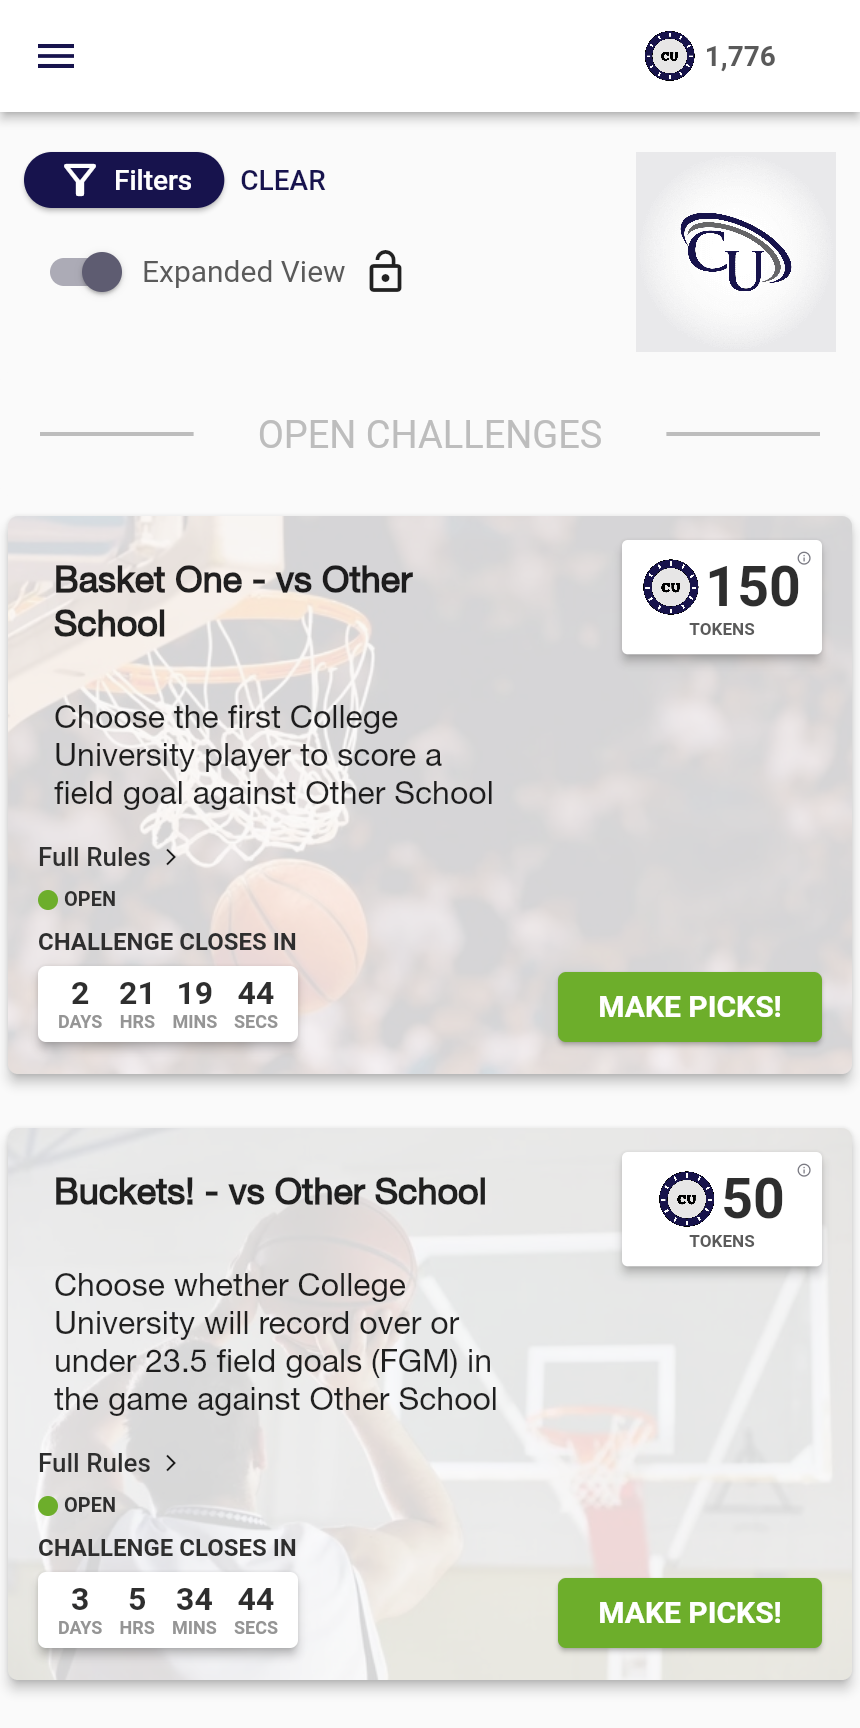 CU 1,776
Filters CLEAR
Expanded View
CU
OPEN CHALLENGES
Basket One - vs Other
School
CU 150
TOKENS
Choose the first College
University player to score a
field goal against Other School
Full Rules >
OPEN
CHALLENGE CLOSES IN
2 21 19 44
DAYS HRS MINS SECS
MAKE PICKS!
Buckets! - vs Other School
CU 50
TOKENS
Choose whether College
University will record over or
under 23.5 field goals (FGM) in
the game against Other School
Full Rules >
OPEN
CHALLENGE CLOSES IN
3 5 34 44
DAYS HRS MINS SECS
MAKE PICKS!